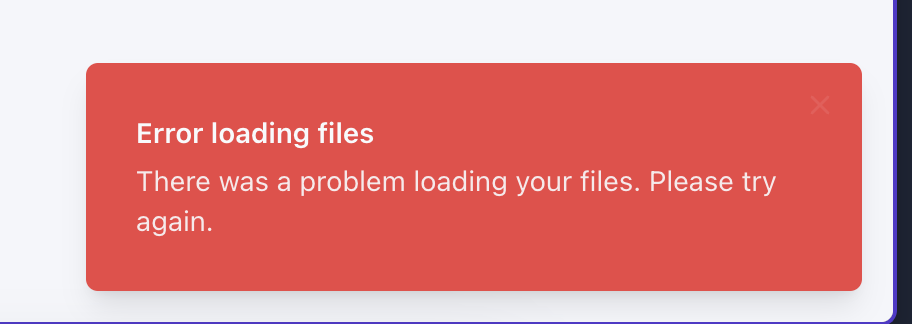 Error loading files
There was a problem loading your files. Please try
again.